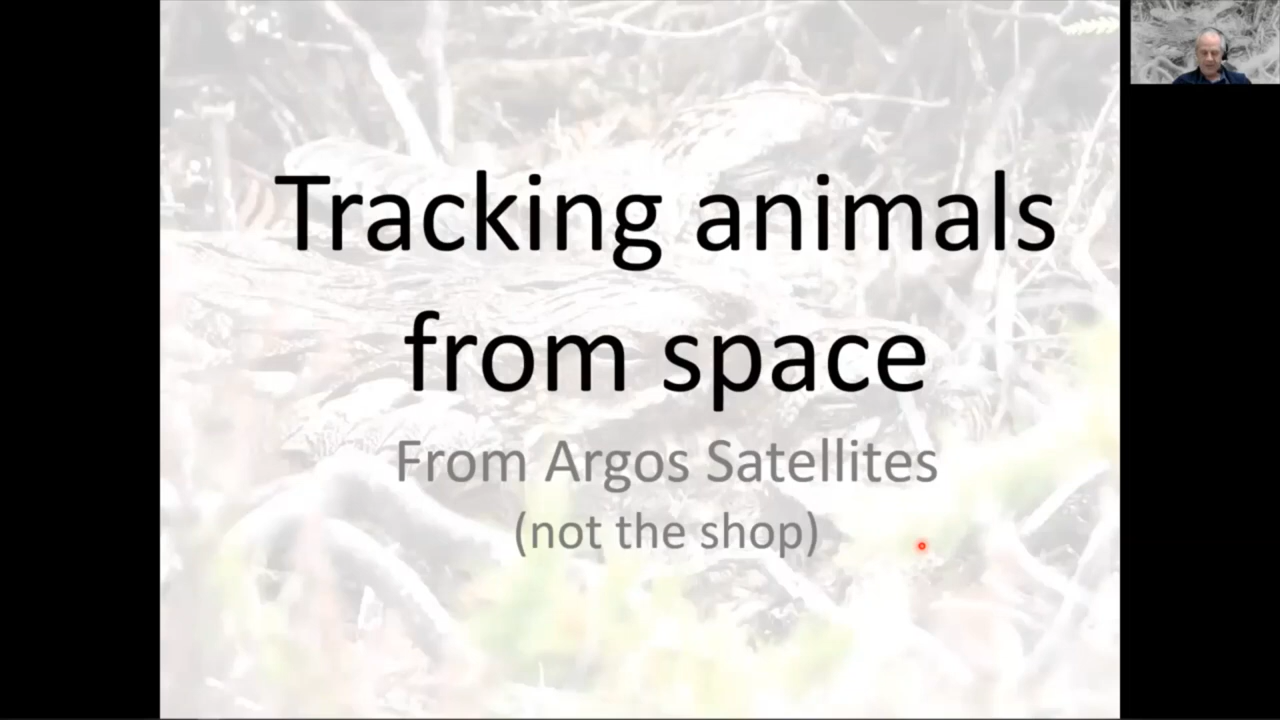 Tracking animals
from space
From Argos Satellites
(not the shop)